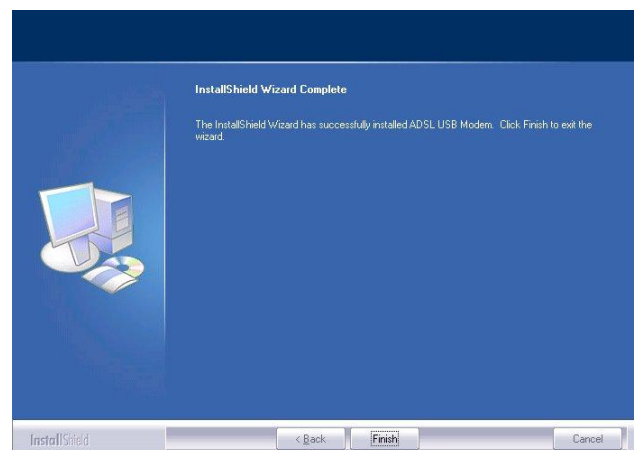 InstallShield Wizard Complete
The InstallShield Wizard has successfully installed ADSL USB Modem. Click Finish to exit the
wizard.
InstallShield
< Back
Finish
Cancel